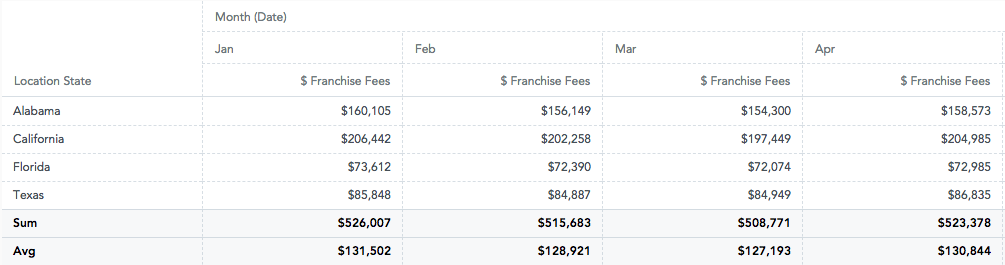 Month (Date)
Jan Feb Mar Apr
Location State $ Franchise Fees $ Franchise Fees $ Franchise Fees $ Franchise Fees
Alabama $160,105 $156,149 $154,300 $158,573
California $206,442 $202,258 $197,449 $204,985
Florida $73,612 $72,390 $72,074 $72,985
Texas $85,848 $84,887 $84,949 $86,835
Sum $526,007 $515,683 $508,771 $523,378
Avg $131,502 $128,921 $127,193 $130,844